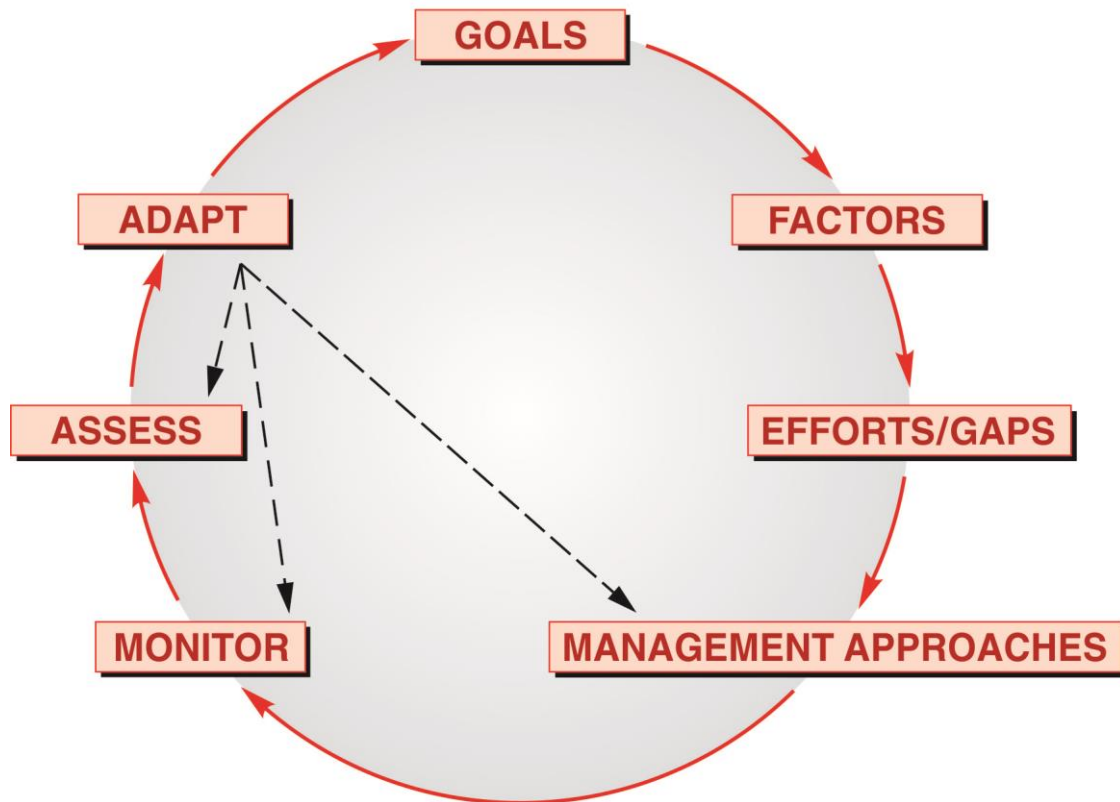 GOALS
FACTORS
EFFORTS/GAPS
MANAGEMENT APPROACHES
MONITOR
ASSESS
ADAPT